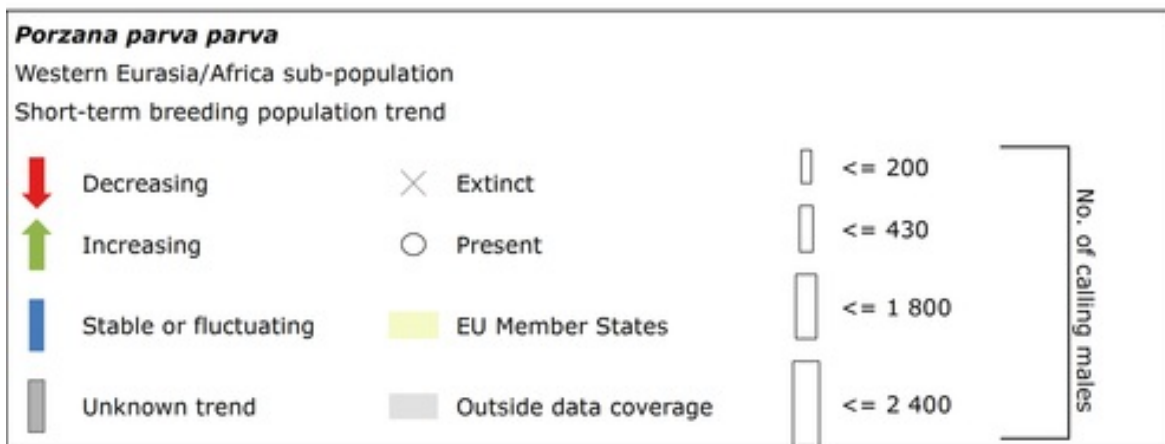 Porzana parva parva
Western Eurasia/Africa sub-population
Short-term breeding population trend
Decreasing
Increasing
Stable or fluctuating
Unknown trend
Extinct
Present
EU Member States
Outside data coverage
<= 200
<= 430
<= 1 800
<= 2 400
No. of calling males